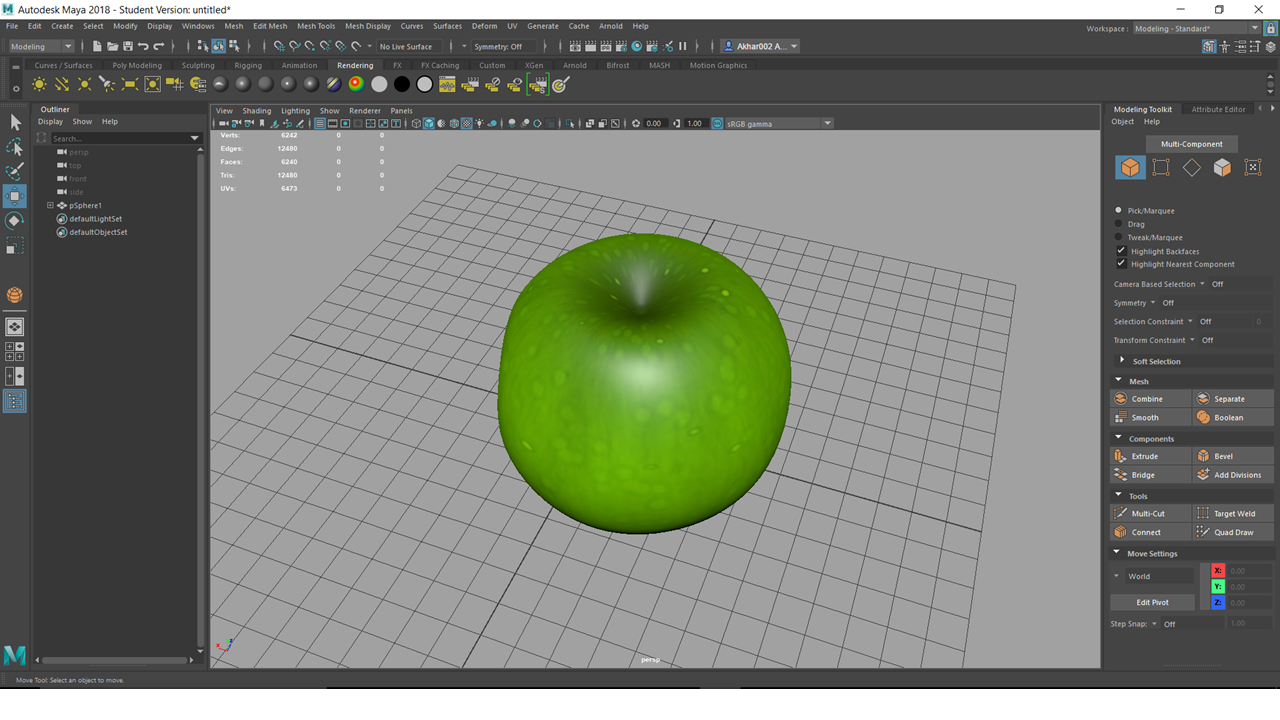 Autodesk Maya 2018 - Student Version: untitled*
File Edit Create Select Modify Display Windows Mesh Edit Mesh Mesh Tools Mesh Display Curves Surfaces Deform UV Generate Cache Arnold Help
Workspace: Modeling - Standard*
Modeling No Live Surface Symmetry: Off Akhar002 A...
Curves / Surfaces Poly Modeling Sculpting Rigging Animation Rendering FX FX Caching Custom XGen Arnold Bifrost MASH Motion Graphics
Outliner
Display Show Help
Search...
persp
top
front
side
pSphere1
defaultLightSet
defaultObjectSet
View Shading Lighting Show Renderer Panels
0.00 1.00 sRGB gamma
Verts: 6242 0 0
Edges: 12480 0 0
Faces: 6240 0 0
Tris: 12480 0 0
UVs: 6473 0 0
persp
Modeling Toolkit Attribute Editor
Object Help
Multi-Component
Pick/Marquee
Drag
Tweak/Marquee
Highlight Backfaces
Highlight Nearest Component
Camera Based Selection Off
Symmetry Off
Selection Constraint Off 0
Transform Constraint Off
Soft Selection
Mesh
Combine Separate
Smooth Boolean
Components
Extrude Bevel
Bridge Add Divisions
Tools
Multi-Cut Target Weld
Connect Quad Draw
Move Settings
World X: 0.00
Y: 0.00
Edit Pivot Z: 0.00
Step Snap: Off 1.00
Move Tool: Select an object to move.